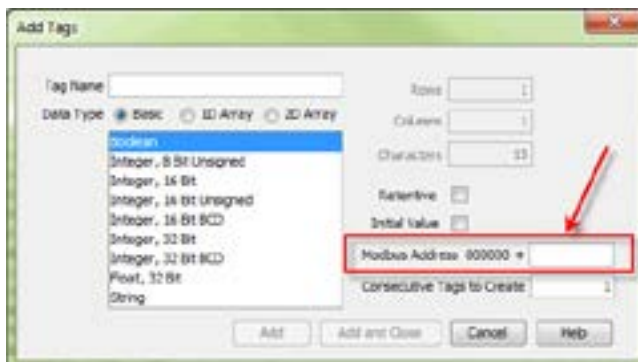 Add Tags
Tag Name
Data Type Basic 1D Array 2D Array
Boolean
Integer, 8 Bit Unsigned
Integer, 16 Bit
Integer, 16 Bit Unsigned
Integer, 16 Bit BCD
Integer, 32 Bit
Integer, 32 Bit BCD
Float, 32 Bit
String
Rows 1
Columns 1
Characters 13
Retentive
Initial Value
Modbus Address 000000 +
Consecutive Tags to Create 1
Add
Add and Close
Cancel
Help